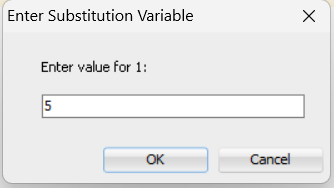 Enter Substitution Variable
Enter value for 1:
5
OK
Cancel